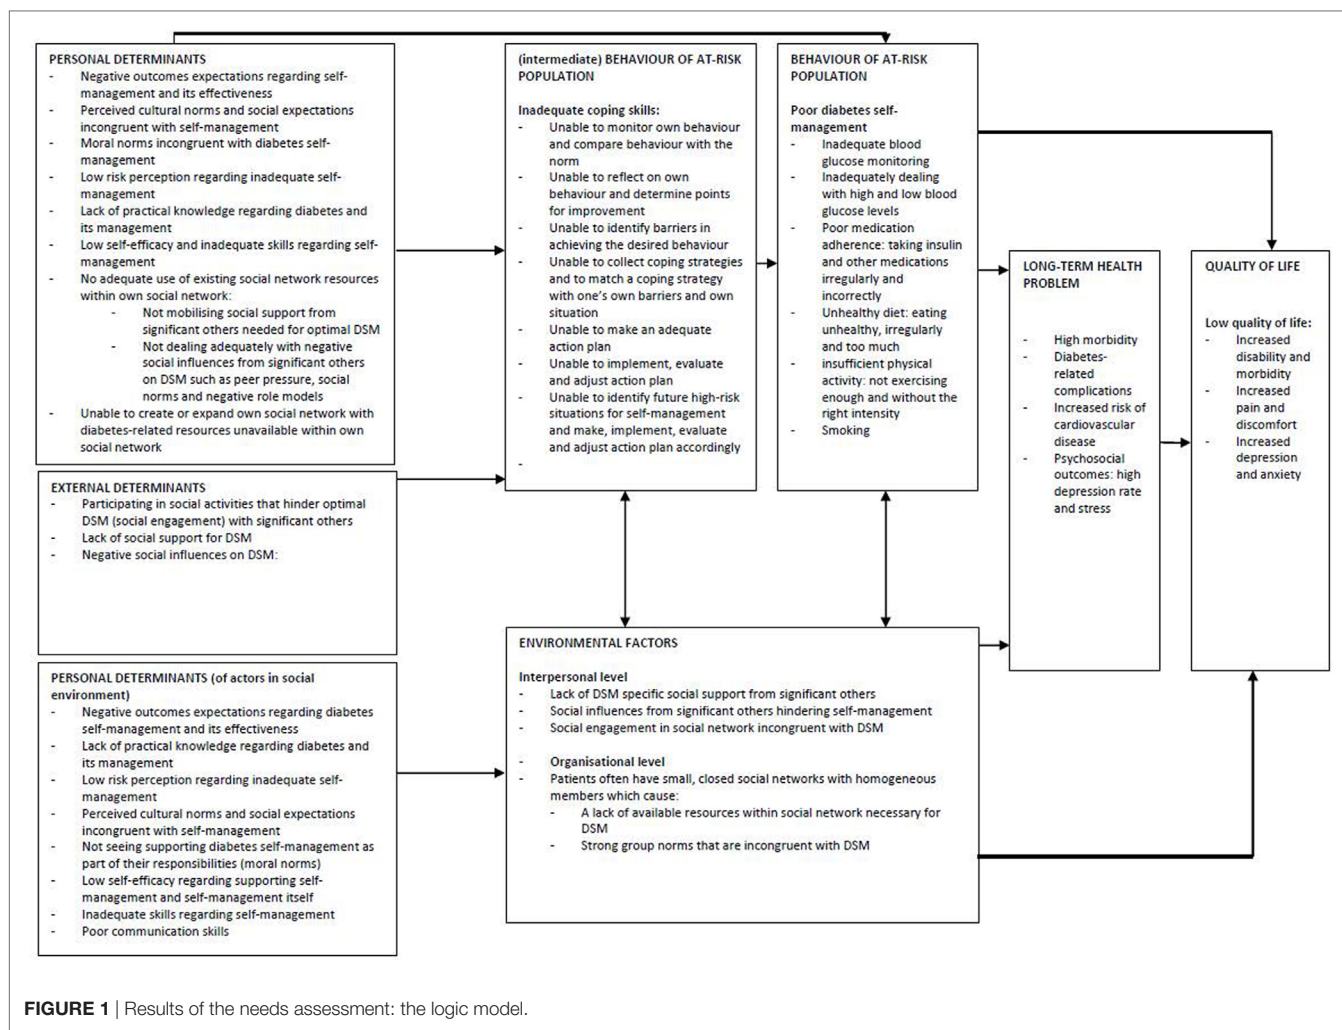 PERSONAL DETERMINANTS
- Negative outcomes expectations regarding self-
management and its effectiveness
- Perceived cultural norms and social expectations
incongruent with self-management
- Moral norms incongruent with diabetes self-
management
- Low risk perception regarding inadequate self-
management
- Lack of practical knowledge regarding diabetes and
its management
- Low self-efficacy and inadequate skills regarding self-
management
- No adequate use of existing social network resources
within own social network:
- Not mobilising social support from
significant others needed for optimal DSM
- Not dealing adequately with negative
social influences from significant others
on DSM such as peer pressure, social
norms and negative role models
- Unable to create or expand own social network with
diabetes-related resources unavailable within own
social network
EXTERNAL DETERMINANTS
- Participating in social activities that hinder optimal
DSM (social engagement) with significant others
- Lack of social support for DSM
- Negative social influences on DSM:
PERSONAL DETERMINANTS (of actors in social
environment)
- Negative outcomes expectations regarding diabetes
self-management and its effectiveness
- Lack of practical knowledge regarding diabetes and
its management
- Low risk perception regarding inadequate self-
management
- Perceived cultural norms and social expectations
incongruent with self-management
- Not seeing supporting diabetes self-management as
part of their responsibilities (moral norms)
- Low self-efficacy regarding supporting self-
management and self-management itself
- Inadequate skills regarding self-management
- Poor communication skills
(intermediate) BEHAVIOUR OF AT-RISK
POPULATION
Inadequate coping skills:
- Unable to monitor own behaviour
and compare behaviour with the
norm
- Unable to reflect on own
behaviour and determine points
for improvement
- Unable to identify barriers in
achieving the desired behaviour
- Unable to collect coping strategies
and to match a coping strategy
with one's own barriers and own
situation
- Unable to make an adequate
action plan
- Unable to implement, evaluate
and adjust action plan
- Unable to identify future high-risk
situations for self-management
and make, implement, evaluate
and adjust action plan accordingly
-
BEHAVIOUR OF AT-RISK
POPULATION
Poor diabetes self-
management
- Inadequate blood
glucose monitoring
- Inadequately dealing
with high and low blood
glucose levels
- Poor medication
adherence: taking insulin
and other medications
irregularly and
incorrectly
- Unhealthy diet: eating
unhealthy, irregularly
and too much
- insufficient physical
activity: not exercising
enough and without the
right intensity
- Smoking
ENVIRONMENTAL FACTORS
Interpersonal level
- Lack of DSM specific social support from significant others
- Social influences from significant others hindering self-management
- Social engagement in social network incongruent with DSM
- Organisational level
- Patients often have small, closed social networks with homogeneous
members which cause:
- A lack of available resources within social network necessary for
DSM
- Strong group norms that are incongruent with DSM
LONG-TERM HEALTH
PROBLEM
- High morbidity
- Diabetes-
related
complications
- Increased risk of
cardiovascular
disease
- Psychosocial
outcomes: high
depression rate
and stress
QUALITY OF LIFE
Low quality of life:
- Increased
disability and
morbidity
- Increased
pain and
discomfort
- Increased
depression
and anxiety
FIGURE 1 | Results of the needs assessment: the logic model.